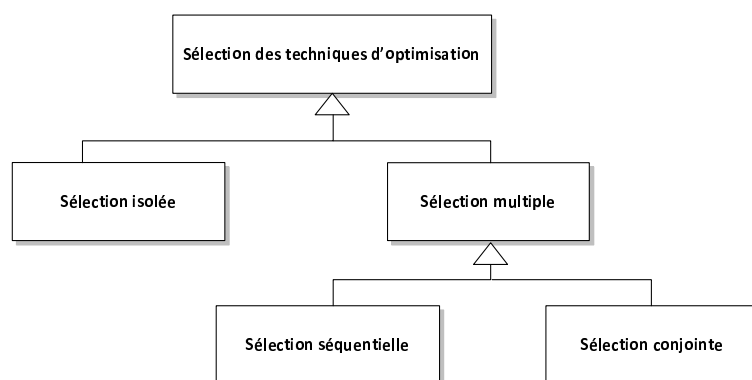 Sélection des techniques d'optimisation
Sélection isolée
Sélection multiple
Sélection séquentielle
Sélection conjointe